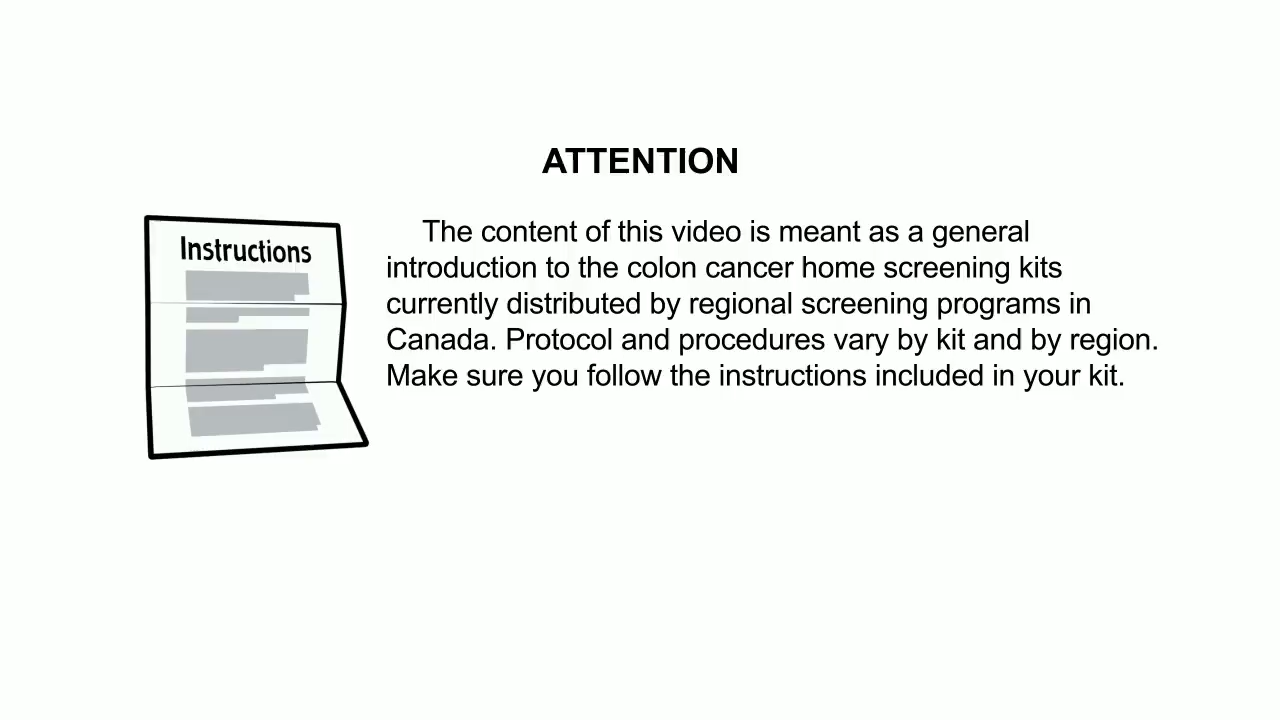 ATTENTION
Instructions
The content of this video is meant as a general
introduction to the colon cancer home screening kits
currently distributed by regional screening programs in
Canada. Protocol and procedures vary by kit and by region.
Make sure you follow the instructions included in your kit.